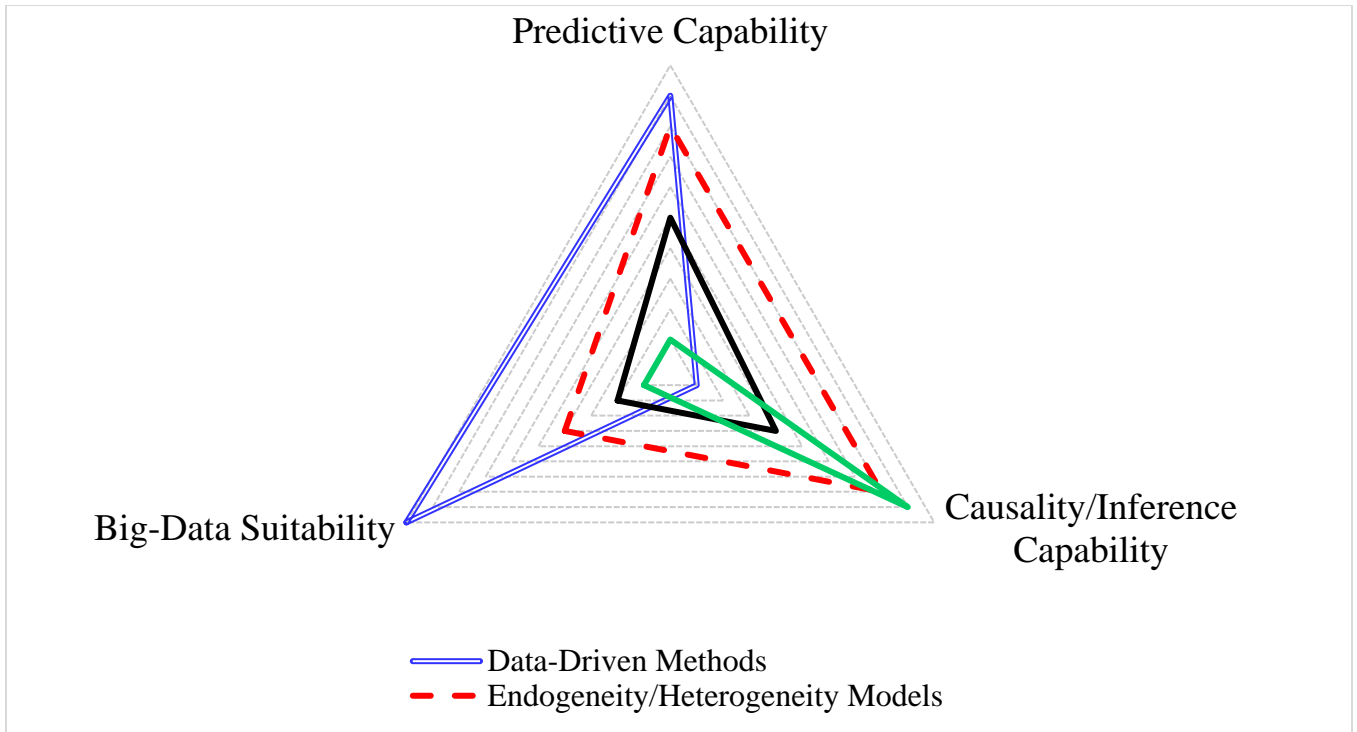 Predictive Capability
Big-Data Suitability
Causality/Inference
Capability
Data-Driven Methods
Endogeneity/Heterogeneity Models